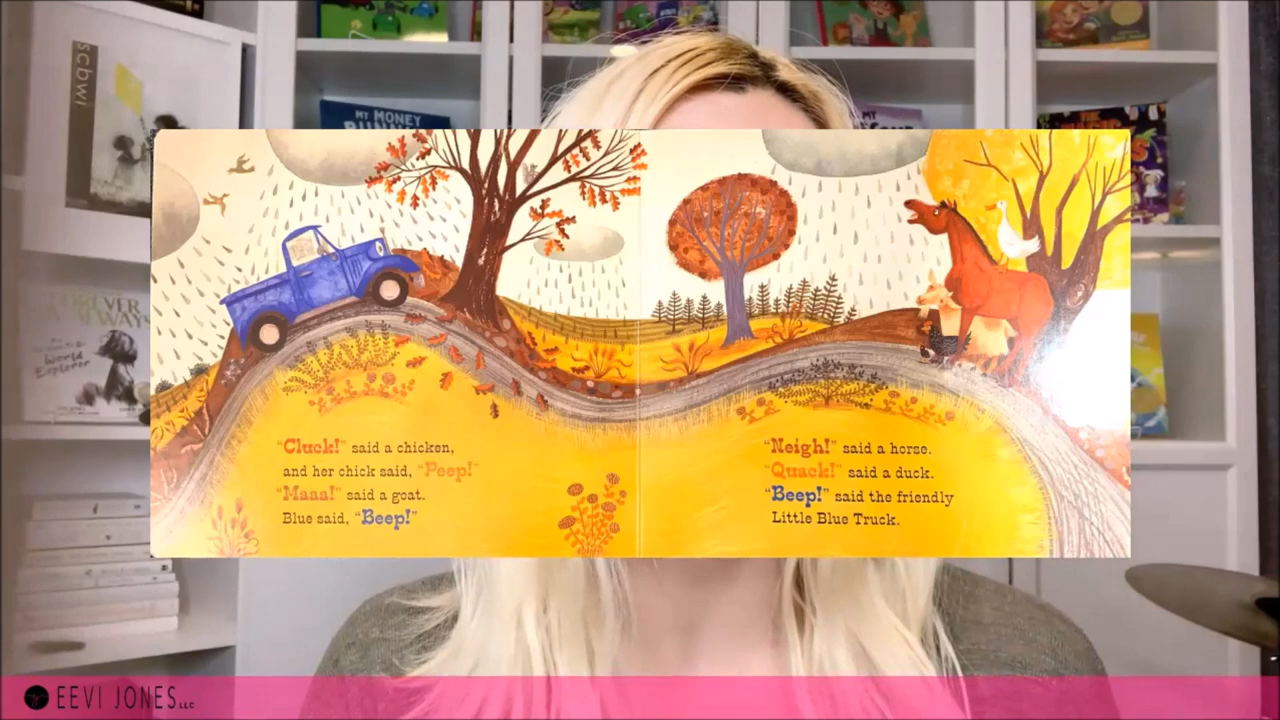 scbwi
MY MONEY
FOREVER
World
Explorer
“Cluck!” said a chicken,
and her chick said, “Peep!”
“Maaa!” said a goat.
Blue said, “Beep!”
“Neigh!” said a horse.
“Quack!” said a duck.
“Beep!” said the friendly
Little Blue Truck.
EEVI JONES LLC